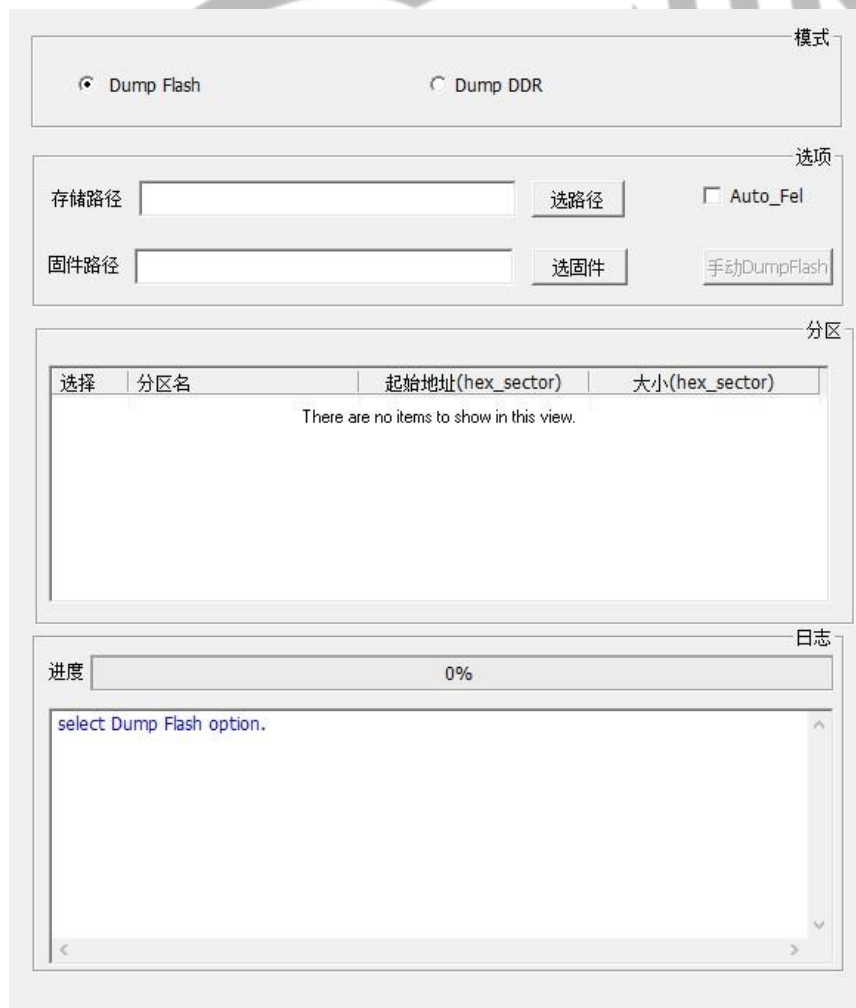 模式
Dump Flash Dump DDR
选项
存储路径 选路径 Auto_Fel
固件路径 选固件 手动DumpFlash
分区
选择 分区名 起始地址(hex_sector) 大小(hex_sector)
There are no items to show in this view.
日志
进度 0%
select Dump Flash option.